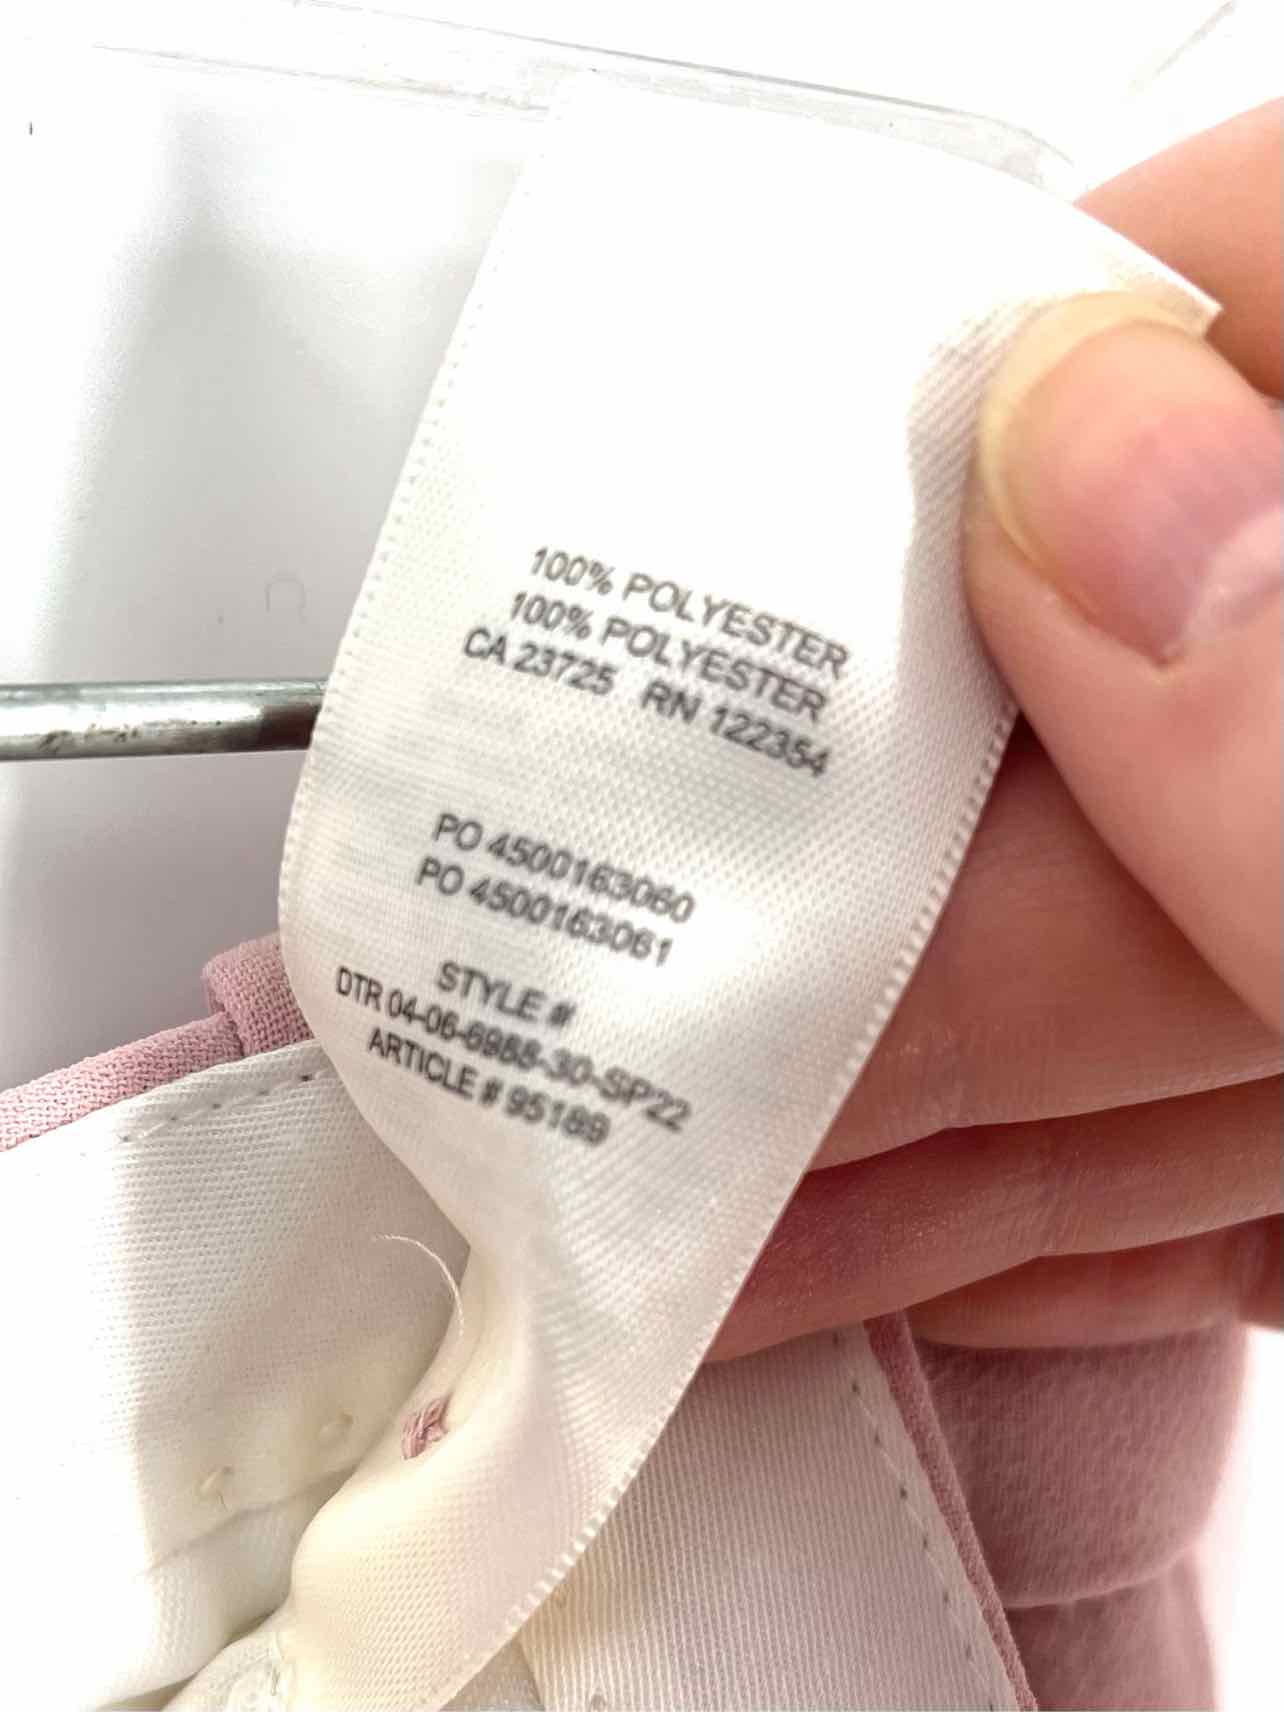 100% POLYESTER
100% POLYESTER
CA 23725 RN 122354
PO 4500163060
PO 4500163061
STYLE #
DTR 04-06-6988-30-SP22
ARTICLE # 95189